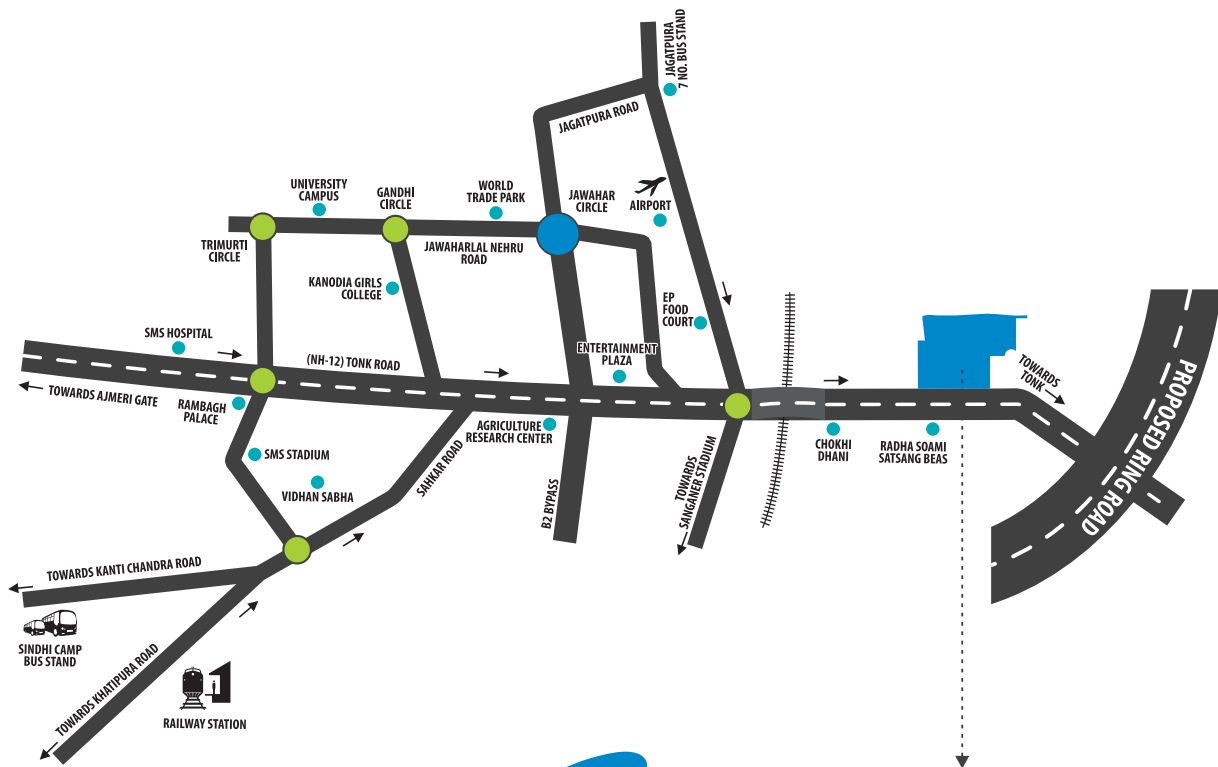 JAGATPURA
7 NO. BUS STAND
JAGATPURA ROAD
UNIVERSITY
CAMPUS
GANDHI
CIRCLE
WORLD
TRADE PARK
JAWAHAR
CIRCLE
AIRPORT
TRIMURTI
CIRCLE
JAWAHARLAL NEHRU
ROAD
KANODIA GIRLS
COLLEGE
EP
FOOD
COURT
SMS HOSPITAL
(NH-12) TONK ROAD
ENTERTAINMENT
PLAZA
TOWARDS
TONK
PROPOSED RING ROAD
TOWARDS AJMERI GATE
RAMBAGH
PALACE
AGRICULTURE
RESEARCH CENTER
CHOKHI
DHANI
RADHA SOAMI
SATSANG BEAS
SMS STADIUM
VIDHAN SABHA
SAHKAR ROAD
B2 BYPASS
TOWARDS
SANGANER STADIUM
TOWARDS KANTI CHANDRA ROAD
SINDHI CAMP
BUS STAND
TOWARDS KHATIPURA ROAD
RAILWAY STATION